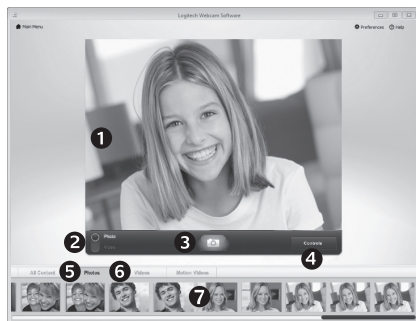 Logitech Webcam Software
Main Menu
Preferences
Help
1
2
Photo
Video
3
Controls
4
All Content
5
Photos
6
Videos
Motion Videos
7